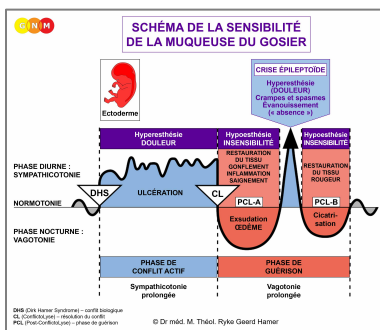 GNM
SCHÉMA DE LA SENSIBILITÉ
DE LA MUQUEUSE DU GOSIER
Ectoderme
CRISE ÉPILEPTOÏDE
Hyperesthésie
(DOULEUR)
Crampes et spasmes
Évanouissement
(« absence »)
Hyperesthésie
DOULEUR
Hypoesthésie
INSENSIBILITÉ
Hypoesthésie
INSENSIBILITÉ
PHASE DIURNE :
SYMPATHICOTONIE
RESTAURATION
DU TISSU
GONFLEMENT
INFLAMMATION
SAIGNEMENT
RESTAURATION
DU TISSU
ROUGEUR
DHS
ULCÉRATION
CL
PCL-A
PCL-B
NORMOTONIE
Exsudation
ŒDÈME
Cicatri-
sation
PHASE NOCTURNE :
VAGOTONIE
PHASE DE
CONFLIT ACTIF
PHASE DE
GUÉRISON
Sympathicotonie
prolongée
Vagotonie
prolongée
DHS (Dirk Hamer Syndrome) – conflit biologique
CL (ConflictoLyse) – résolution du conflit
PCL (Post-ConflictoLyse) – phase de guérison
© Dr méd. M. Théol. Ryke Geerd Hamer